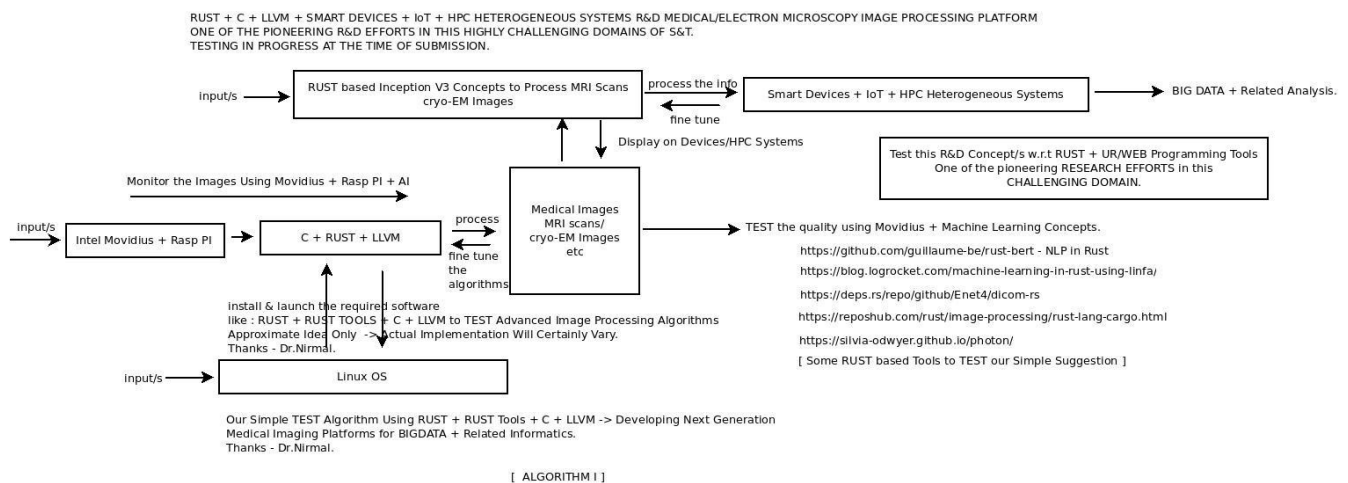 RUST + C + LLVM + SMART DEVICES + IoT + HPC HETEROGENEOUS SYSTEMS R&D MEDICAL/ELECTRON MICROSCOPY IMAGE PROCESSING PLATFORM
ONE OF THE PIONEERING R&D EFFORTS IN THIS HIGHLY CHALLENGING DOMAINS OF S&T.
TESTING IN PROGRESS AT THE TIME OF SUBMISSION.
input/s
RUST based Inception V3 Concepts to Process MRI Scans
cryo-EM Images
process the info
fine tune
Smart Devices + IoT + HPC Heterogeneous Systems
BIG DATA + Related Analysis.
Display on Devices/HPC Systems
Test this R&D Concept/s w.r.t RUST + UR/WEB Programming Tools
One of the pioneering RESEARCH EFFORTS in this
CHALLENGING DOMAIN.
Monitor the Images Using Movidius + Rasp PI + AI
input/s
Intel Movidius + Rasp PI
C + RUST + LLVM
process
fine tune
the
algorithms
Medical Images
MRI scans/
cryo-EM Images
etc
TEST the quality using Movidius + Machine Learning Concepts.
https://github.com/guillaume-be/rust-bert - NLP in Rust
https://blog.logrocket.com/machine-learning-in-rust-using-linfa/
https://deps.rs/repo/github/Enet4/dicom-rs
https://reposhub.com/rust/image-processing/rust-lang-cargo.html
https://silvia-odwyer.github.io/photon/
[ Some RUST based Tools to TEST our Simple Suggestion ]
install & launch the required software
like : RUST + RUST TOOLS + C + LLVM to TEST Advanced Image Processing Algorithms
Approximate Idea Only -> Actual Implementation Will Certainly Vary.
Thanks - Dr.Nirmal.
input/s
Linux OS
Our Simple TEST Algorithm Using RUST + RUST Tools + C + LLVM -> Developing Next Generation
Medical Imaging Platforms for BIGDATA + Related Informatics.
Thanks - Dr.Nirmal.
[ ALGORITHM I ]